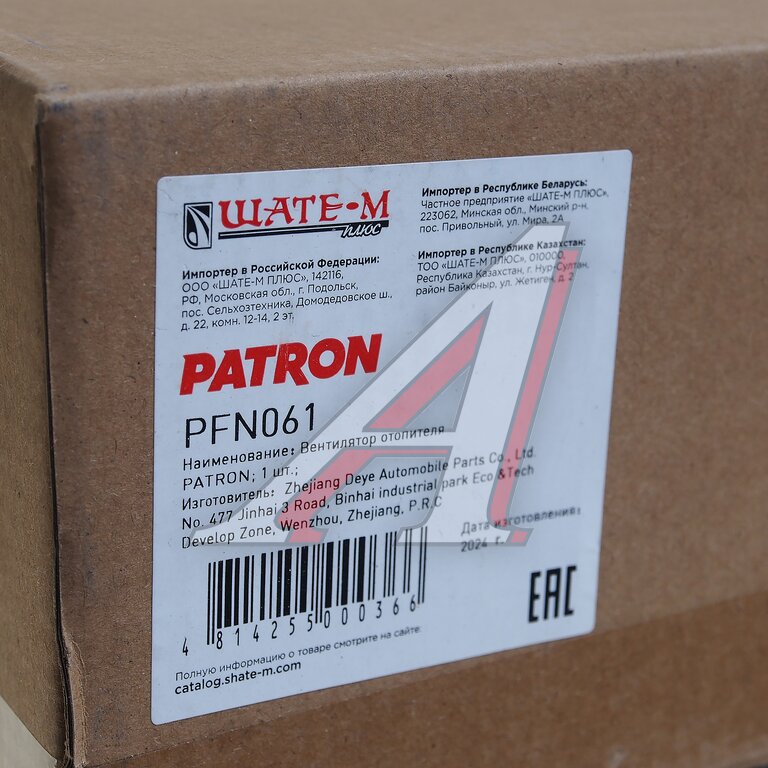 ШАТЕ-М
плюс
Импортер в Российской Федерации:
ООО «ШАТЕ-М ПЛЮС», 142116,
РФ, Московская обл., г. Подольск,
пос. Сельхозтехника, Домодедовское ш.,
д. 22, комн. 12-14, 2 эт.
Импортер в Республике Беларусь:
Частное предприятие «ШАТЕ-М ПЛЮС»,
223062, Минская обл., Минский р-н,
пос. Привольный, ул. Мира, 2А
Импортер в Республике Казахстан:
ТОО «ШАТЕ-М ПЛЮС», 010000,
Республика Казахстан, г. Нур-Султан,
район Байконыр, ул. Жетиген, д. 2
PATRON
PFN061
Наименование: Вентилятор отопителя
PATRON; 1 шт.;
Изготовитель: Zhejiang Deye Automobile Parts Co., Ltd.
No. 477 Jinhai 3 Road, Binhai industrial park Eco &Tech
Develop Zone, Wenzhou, Zhejiang, P.R.C
Дата изготовления:
2024 г.
4814255000366
EAC
Полную информацию о товаре смотрите на сайте:
catalog.shate-m.com